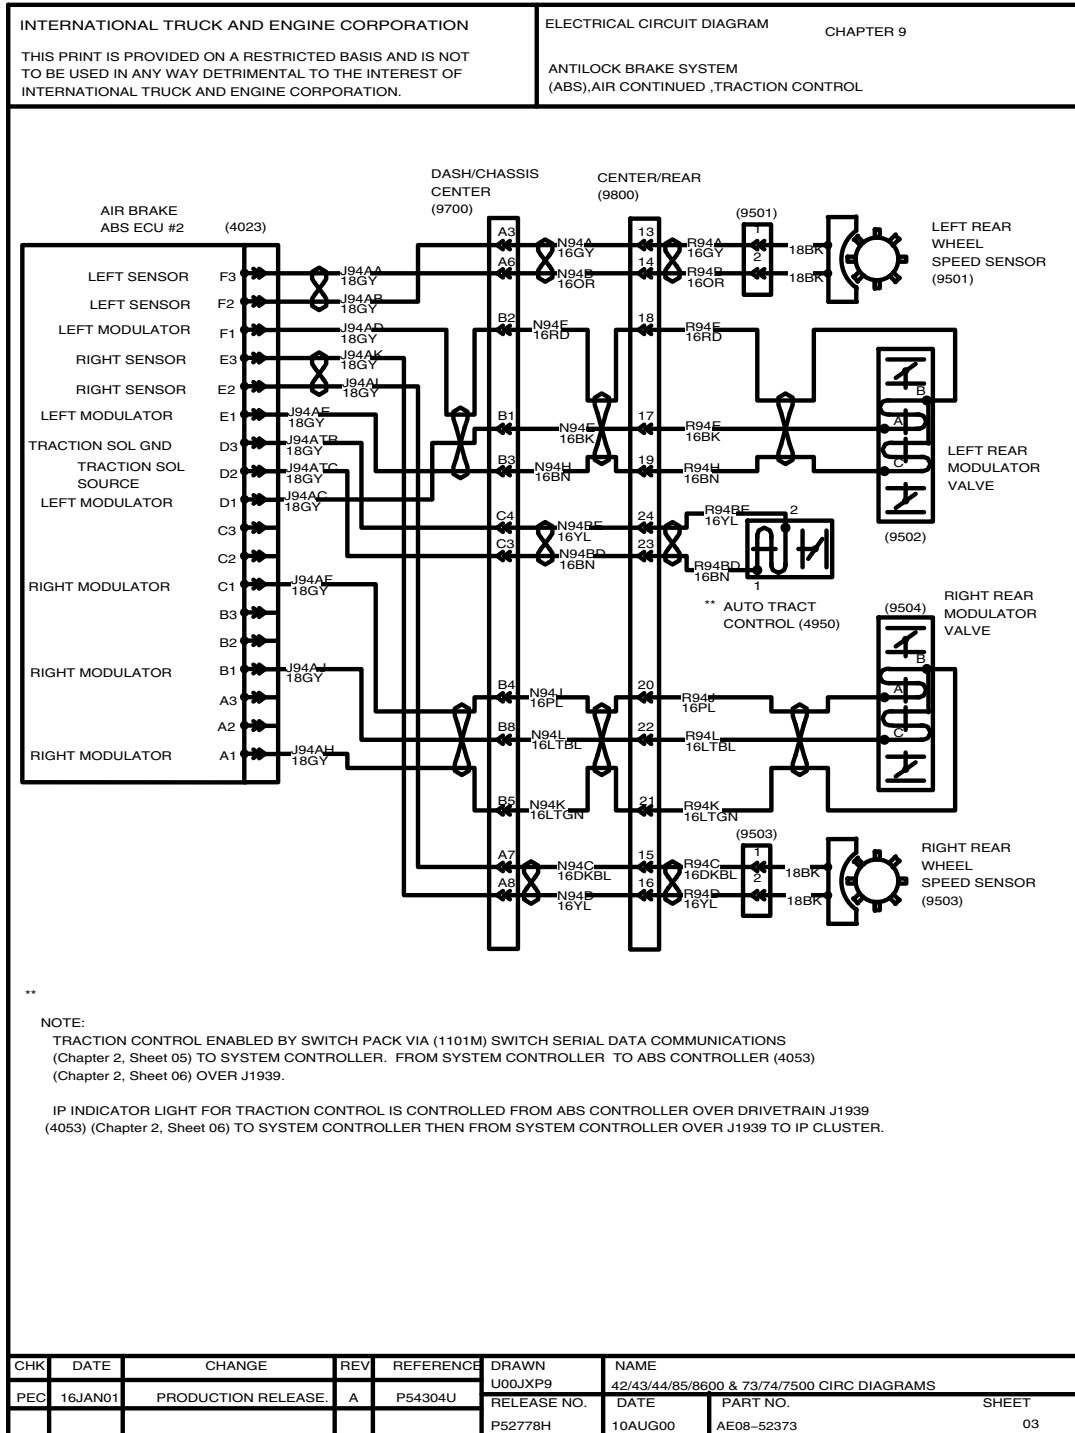 INTERNATIONAL TRUCK AND ENGINE CORPORATION
THIS PRINT IS PROVIDED ON A RESTRICTED BASIS AND IS NOT
TO BE USED IN ANY WAY DETRIMENTAL TO THE INTEREST OF
INTERNATIONAL TRUCK AND ENGINE CORPORATION.
ELECTRICAL CIRCUIT DIAGRAM
CHAPTER 9
ANTILOCK BRAKE SYSTEM
(ABS),AIR CONTINUED ,TRACTION CONTROL
AIR BRAKE
ABS ECU #2
(4023)
DASH/CHASSIS
CENTER
(9700)
CENTER/REAR
(9800)
(9501)
LEFT REAR
WHEEL
SPEED SENSOR
(9501)
LEFT SENSOR F3
LEFT SENSOR F2
LEFT MODULATOR F1
RIGHT SENSOR E3
RIGHT SENSOR E2
LEFT MODULATOR E1
TRACTION SOL GND D3
TRACTION SOL
SOURCE
D2
LEFT MODULATOR D1
C3
C2
RIGHT MODULATOR C1
B3
B2
RIGHT MODULATOR B1
A3
A2
RIGHT MODULATOR A1
J94AA
18GY
J94AB
18GY
J94AD
18GY
J94AK
18GY
J94AL
18GY
18GY
J94ATB
18GY
J94ATC
18GY
J94AC
18GY
18GY
J94AJ
18GY
J94AH
18GY
A3
A6
B2
B1
B3
C4
C3
B4
B8
B5
A7
A8
N94A
16GY
N94B
16OR
N94E
16RD
16BK
N94H
16BN
N94BE
16YL
N94BD
16BN
N94J
16PL
N94L
16LTBL
N94K
16LTGN
N94C
16DKBL
N94D
16YL
13
14
18
17
19
24
23
20
22
21
15
16
R94A
16GY
R94B
16OR
R94E
16RD
16BK
R94H
16BN
R94BE
16YL
R94BD
16BN
R94J
16PL
R94L
16LTBL
R94K
16LTGN
R94C
16DKBL
R94D
16YL
1
2
18BK
18BK
B
A
C
LEFT REAR
MODULATOR
VALVE
(9502)
2
1
** AUTO TRACT
CONTROL (4950)
(9504)
RIGHT REAR
MODULATOR
VALVE
B
A
C
(9503)
1
2
18BK
18BK
RIGHT REAR
WHEEL
SPEED SENSOR
(9503)
**
NOTE:
TRACTION CONTROL ENABLED BY SWITCH PACK VIA (1101M) SWITCH SERIAL DATA COMMUNICATIONS
(Chapter 2, Sheet 05) TO SYSTEM CONTROLLER. FROM SYSTEM CONTROLLER TO ABS CONTROLLER (4053)
(Chapter 2, Sheet 06) OVER J1939.
IP INDICATOR LIGHT FOR TRACTION CONTROL IS CONTROLLED FROM ABS CONTROLLER OVER DRIVETRAIN J1939
(4053) (Chapter 2, Sheet 06) TO SYSTEM CONTROLLER THEN FROM SYSTEM CONTROLLER OVER J1939 TO IP CLUSTER.
CHK DATE CHANGE REV REFERENCE
PEC 16JAN01 PRODUCTION RELEASE. A P54304U
DRAWN
U00JXP9
NAME
42/43/44/85/8600 & 73/74/7500 CIRC DIAGRAMS
RELEASE NO.
P52778H
DATE
10AUG00
PART NO.
AE08–52373
SHEET
03